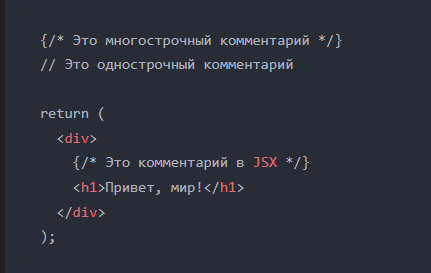 {/* Это многострочный комментарий */}
// Это однострочный комментарий
return (
<div>
{/* Это комментарий в JSX */}
<h1>Привет, мир!</h1>
</div>
);